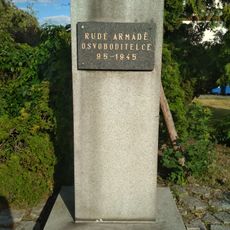 RUDÉ ARMÁDĚ
OSVOBODITELCE
9·5-1945